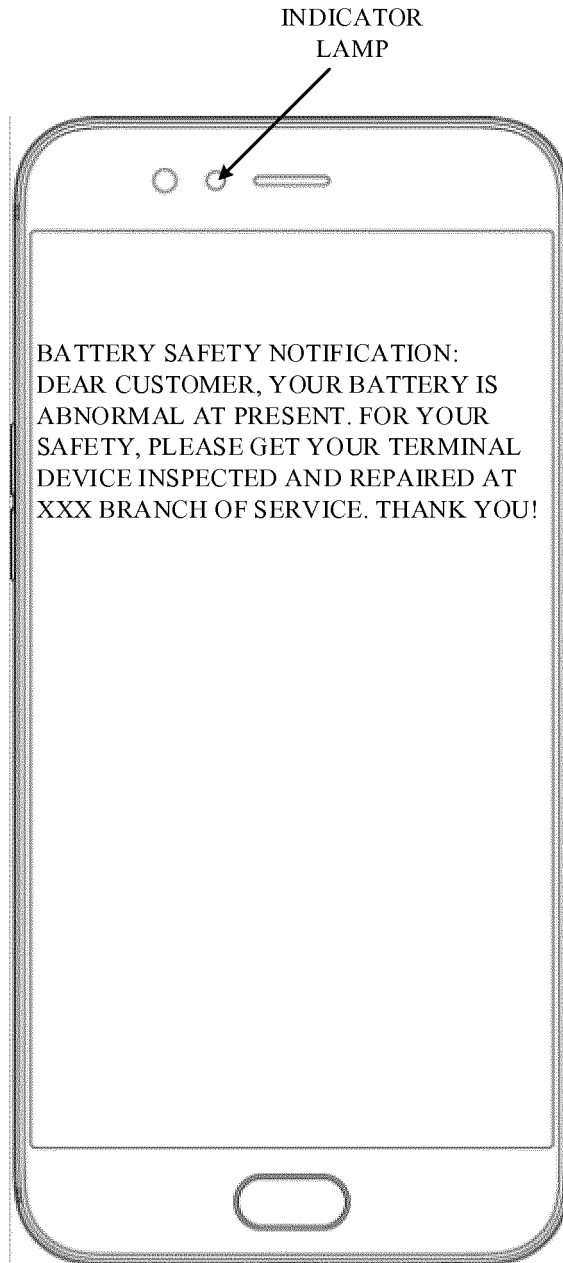 INDICATOR
LAMP
BATTERY SAFETY NOTIFICATION:
DEAR CUSTOMER, YOUR BATTERY IS
ABNORMAL AT PRESENT. FOR YOUR
SAFETY, PLEASE GET YOUR TERMINAL
DEVICE INSPECTED AND REPAIRED AT
XXX BRANCH OF SERVICE. THANK YOU!